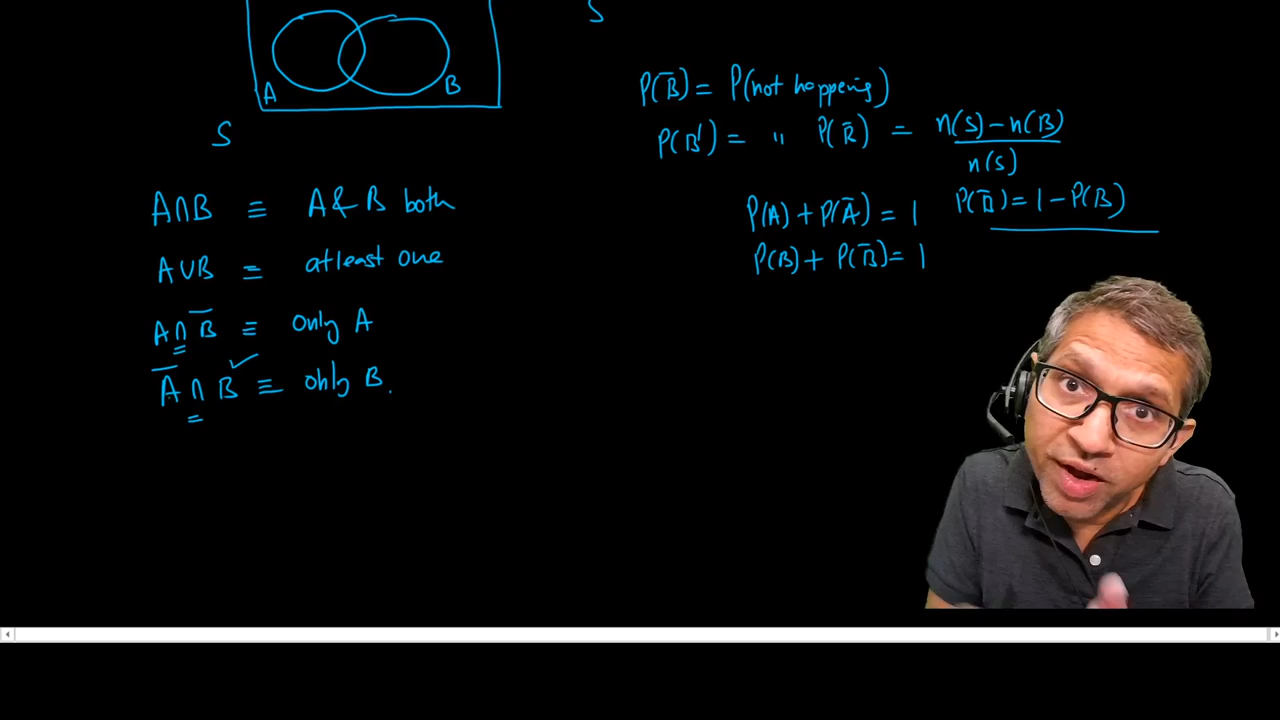 A
B
S
S
A∩B ≡ A & B both
A∪B ≡ atleast one
A∩B̅ ≡ only A
A̅∩B ≡ only B.
P(B̅) = P(not happening)
P(B') = " P(B̅) = n(S) – n(B) / n(S)
P(A) + P(A̅) = 1
P(B̅) = 1 – P(B)
P(B) + P(B̅) = 1